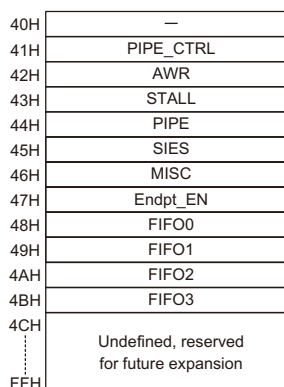 40H —
41H PIPE_CTRL
42H AWR
43H STALL
44H PIPE
45H SIES
46H MISC
47H Endpt_EN
48H FIFO0
49H FIFO1
4AH FIFO2
4BH FIFO3
4CH
Undefined, reserved
for future expansion
FFH